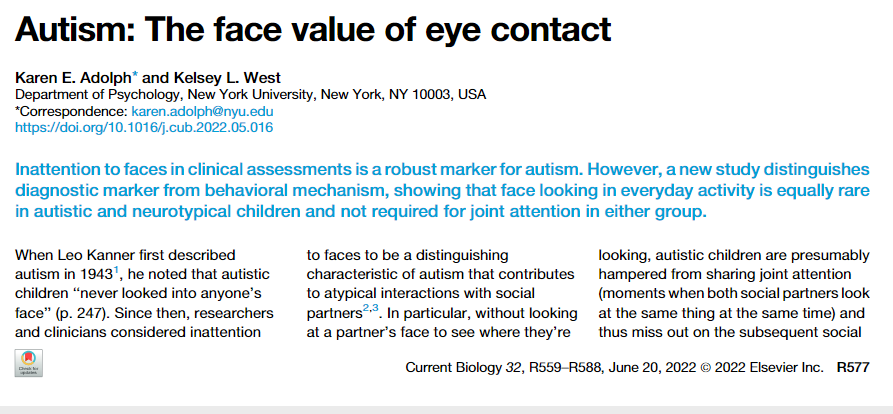 Autism: The face value of eye contact
Karen E. Adolph* and Kelsey L. West
Department of Psychology, New York University, New York, NY 10003, USA
*Correspondence: karen.adolph@nyu.edu
https://doi.org/10.1016/j.cub.2022.05.016
Inattention to faces in clinical assessments is a robust marker for autism. However, a new study distinguishes
diagnostic marker from behavioral mechanism, showing that face looking in everyday activity is equally rare
in autistic and neurotypical children and not required for joint attention in either group.
When Leo Kanner first described
autism in 1943¹, he noted that autistic
children “never looked into anyone’s
face” (p. 247). Since then, researchers
and clinicians considered inattention
to faces to be a distinguishing
characteristic of autism that contributes
to atypical interactions with social
partners²,³. In particular, without looking
at a partner’s face to see where they’re
looking, autistic children are presumably
hampered from sharing joint attention
(moments when both social partners look
at the same thing at the same time) and
thus miss out on the subsequent social
Check for
updates
Current Biology 32, R559–R588, June 20, 2022 © 2022 Elsevier Inc. R577